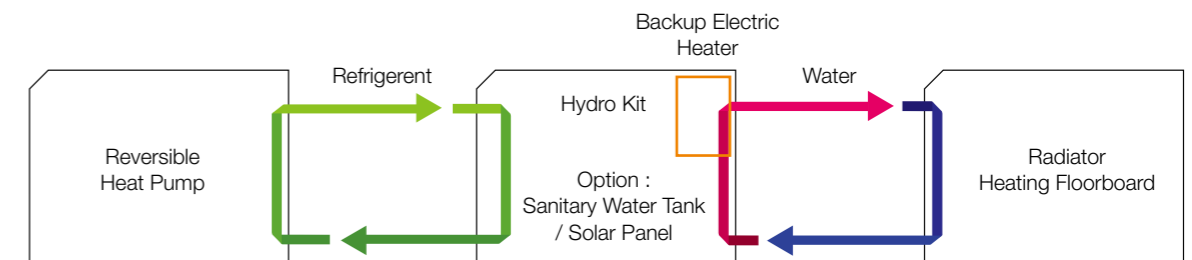 Backup Electric
Heater
Refrigerent
Water
Hydro Kit
Reversible
Heat Pump
Option :
Sanitary Water Tank
/ Solar Panel
Radiator
Heating Floorboard